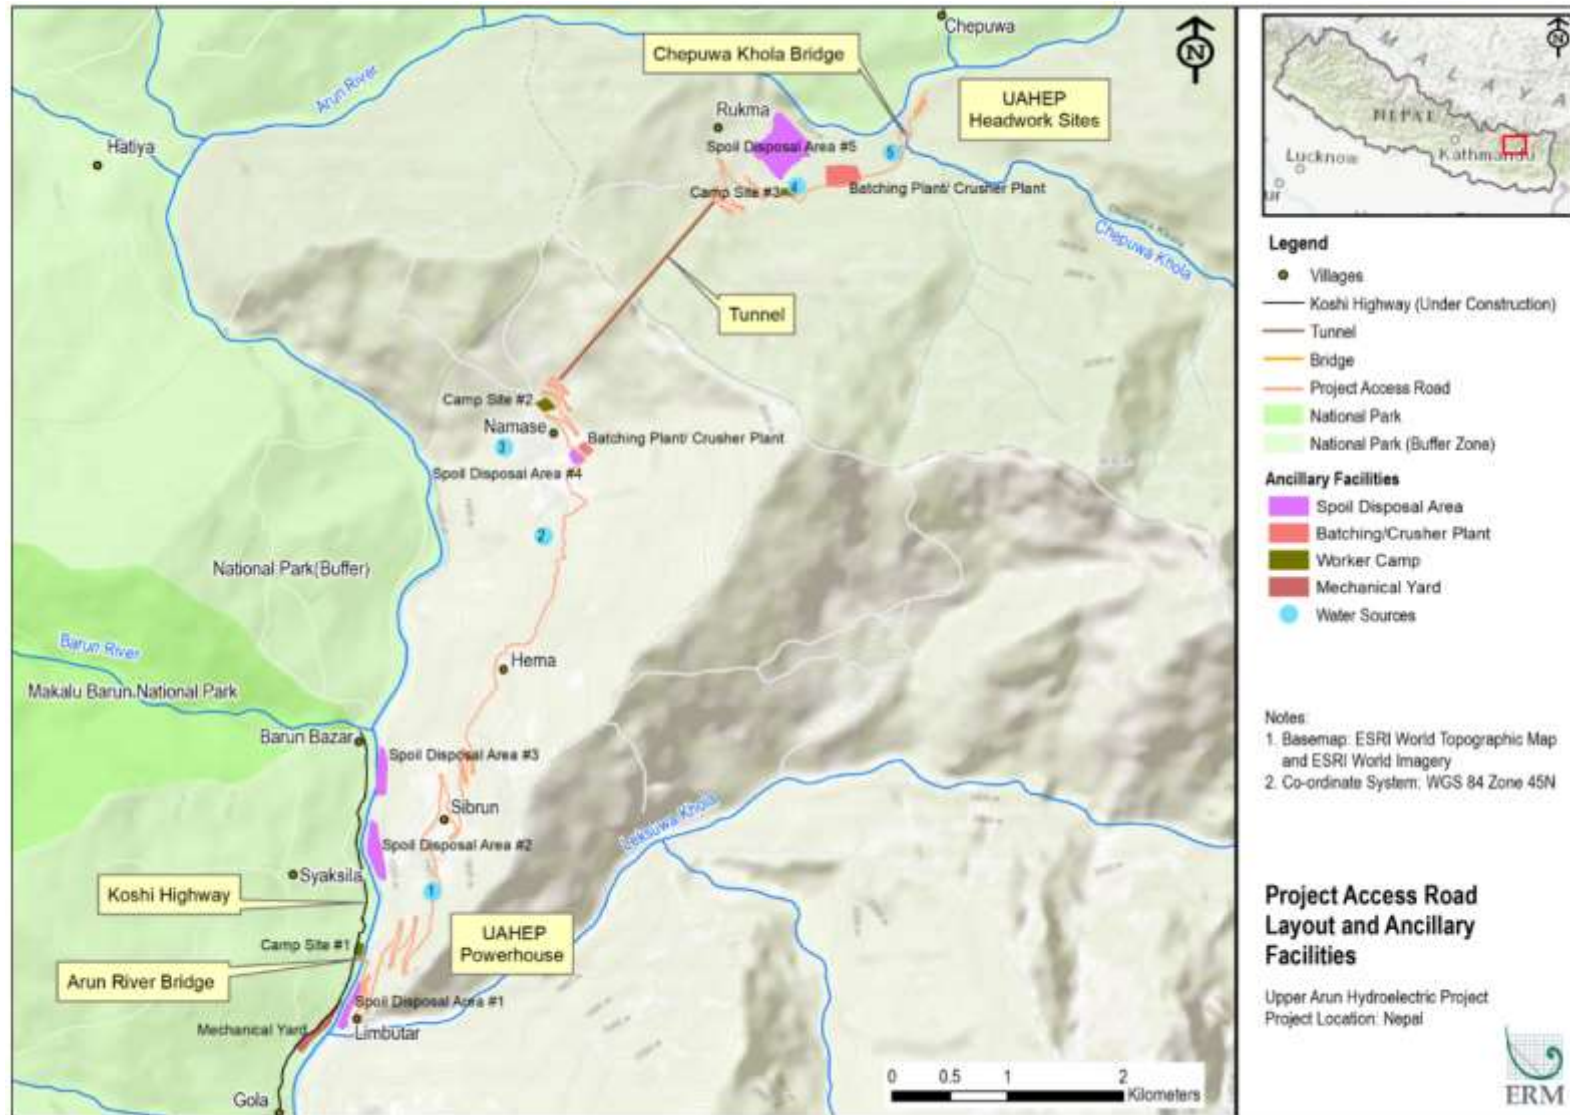 Chepuwa
Chepuwa Khola Bridge
N
Arun River
UAHEP
Headwork Sites
Rukma
Hatiya
Spoil Disposal Area #5
5
Camp Site #3
4
Batching Plant/ Crusher Plant
Chepuwa Khola
Chepuwa Khola
Tunnel
Camp Site #2
Namase
Batching Plant/ Crusher Plant
3
Spoil Disposal Area #4
2
National Park(Buffer)
Barun River
Hema
Makalu Barun National Park
Barun Bazar
Spoil Disposal Area #3
Sibrun
Leksuwa Khola
Spoil Disposal Area #2
Syaksila
1
Koshi Highway
UAHEP
Powerhouse
Camp Site #1
Arun River Bridge
Spoil Disposal Area #1
Mechanical Yard
Limbutar
Gola
0 0.5 1 2
Kilometers
N
MALAYA
NEPAL
Kathmandu
Lucknow
Legend
Villages
Koshi Highway (Under Construction)
Tunnel
Bridge
Project Access Road
National Park
National Park (Buffer Zone)
Ancillary Facilities
Spoil Disposal Area
Batching/Crusher Plant
Worker Camp
Mechanical Yard
Water Sources
Notes:
1. Basemap: ESRI World Topographic Map
and ESRI World Imagery
2. Co-ordinate System: WGS 84 Zone 45N
Project Access Road
Layout and Ancillary
Facilities
Upper Arun Hydroelectric Project
Project Location: Nepal
ERM